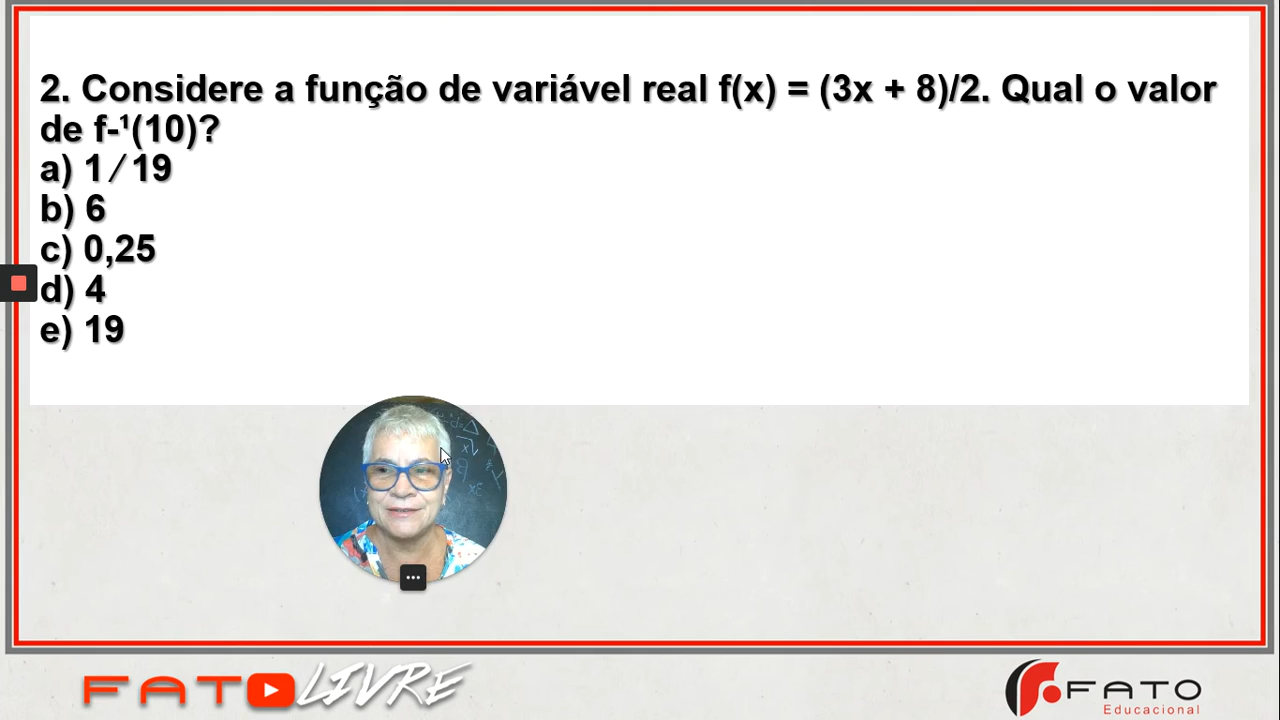 2. Considere a função de variável real f(x) = (3x + 8)/2. Qual o valor
de f-¹(10)?
a) 1 ∕ 19
b) 6
c) 0,25
d) 4
e) 19
FATO LIVRE
FATO
Educacional